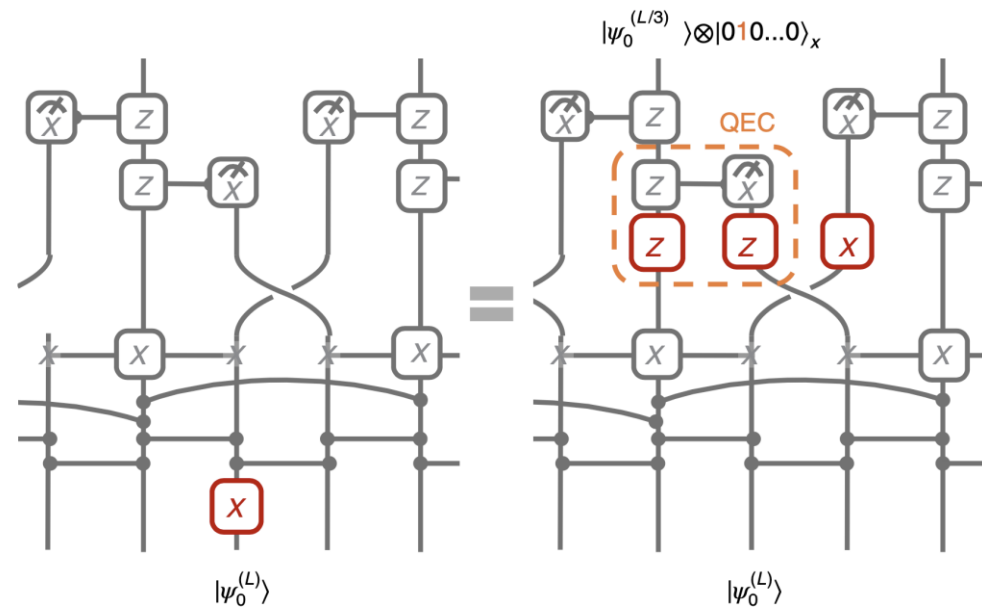 |ψ₀^(L/3) ⟩⊗|010...0⟩ₓ
X Z X Z X Z X Z
QEC
Z X Z Z X Z
Z Z X
X X X X X X X X X X
X
|ψ₀^(L)⟩ |ψ₀^(L)⟩